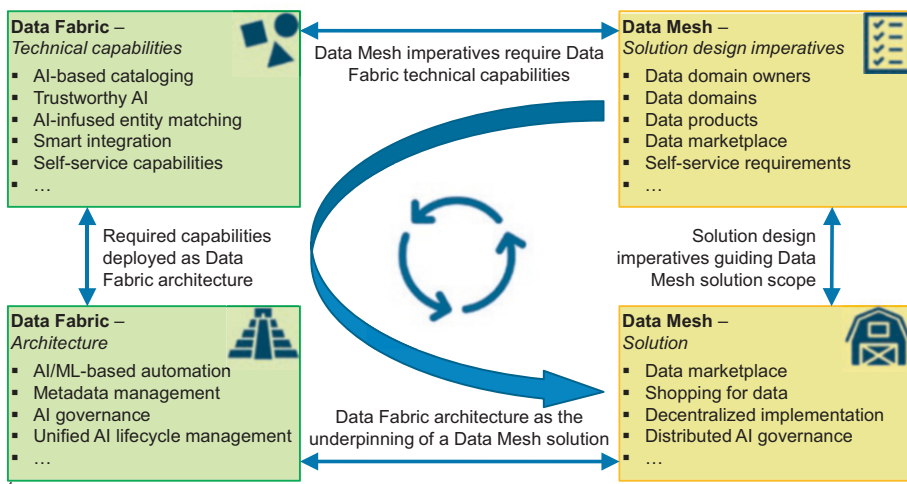 Data Fabric –
Technical capabilities
▪ AI-based cataloging
▪ Trustworthy AI
▪ AI-infused entity matching
▪ Smart integration
▪ Self-service capabilities
▪ …
Data Mesh imperatives require Data
Fabric technical capabilities
Data Mesh –
Solution design imperatives
▪ Data domain owners
▪ Data domains
▪ Data products
▪ Data marketplace
▪ Self-service requirements
▪ …
Required capabilities
deployed as Data
Fabric architecture
Solution design
imperatives guiding Data
Mesh solution scope
Data Fabric –
Architecture
▪ AI/ML-based automation
▪ Metadata management
▪ AI governance
▪ Unified AI lifecycle management
▪ …
Data Fabric architecture as the
underpinning of a Data Mesh solution
Data Mesh –
Solution
▪ Data marketplace
▪ Shopping for data
▪ Decentralized implementation
▪ Distributed AI governance
▪ …